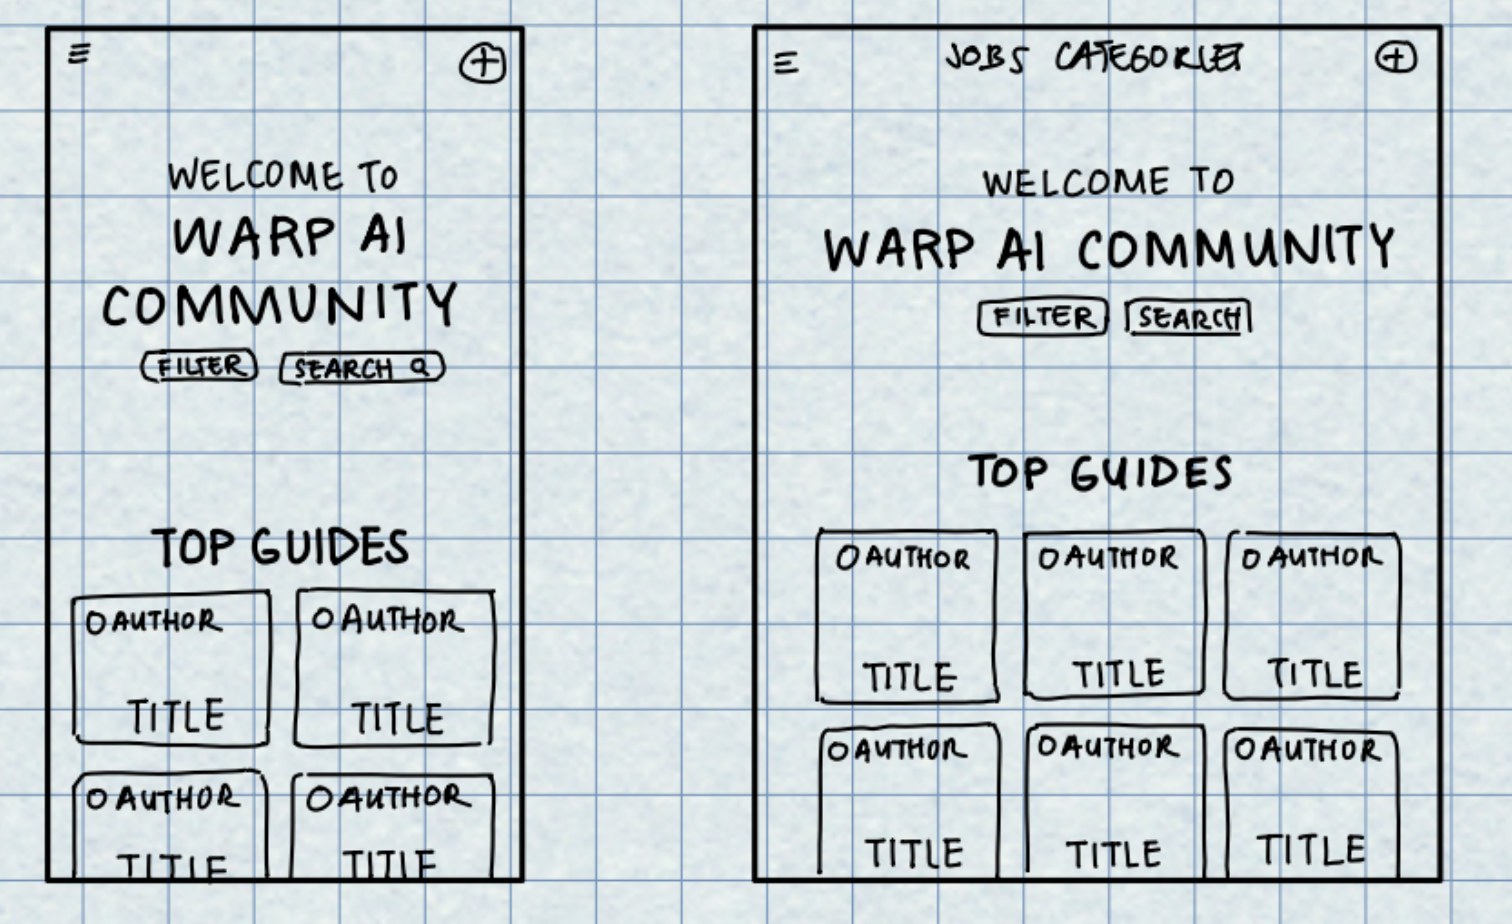 WELCOME TO
WARP AI
COMMUNITY
FILTER SEARCH
TOP GUIDES
AUTHOR AUTHOR
TITLE TITLE
AUTHOR AUTHOR
TITLE TITLE
JOBS CATEGORIES
WELCOME TO
WARP AI COMMUNITY
FILTER SEARCH
TOP GUIDES
AUTHOR AUTHOR AUTHOR
TITLE TITLE TITLE
AUTHOR AUTHOR AUTHOR
TITLE TITLE TITLE